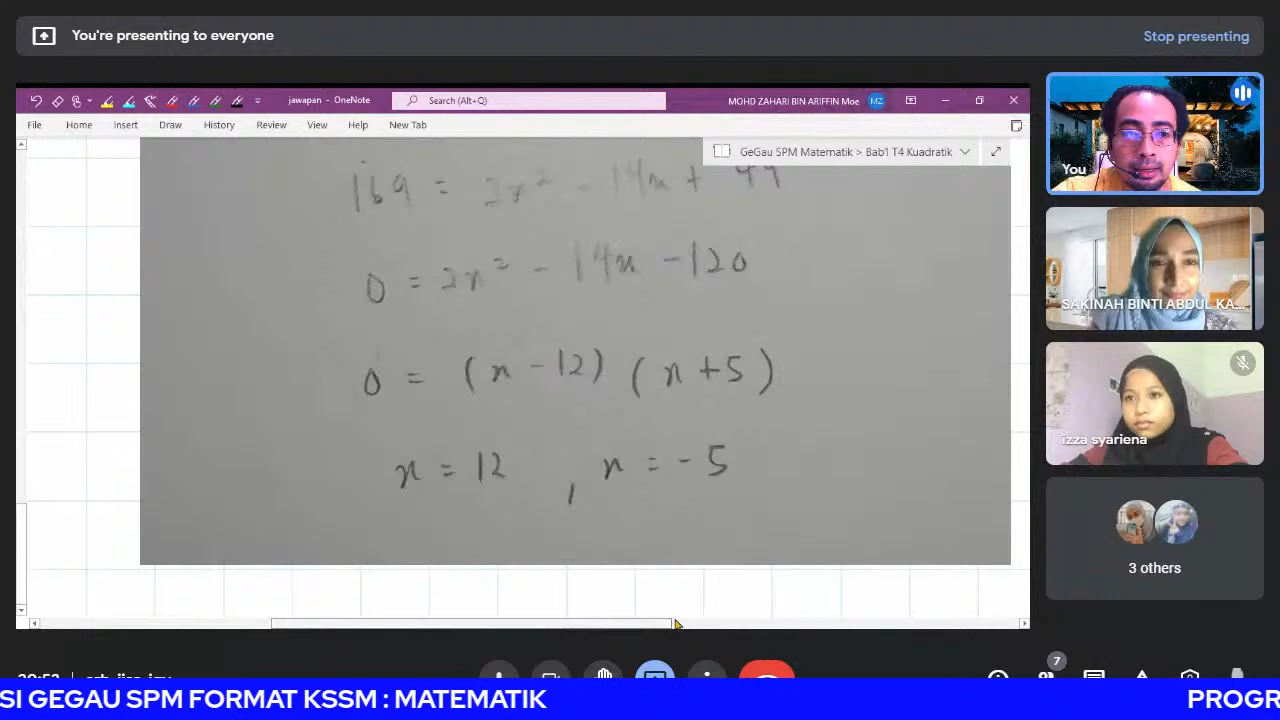 You're presenting to everyone
Stop presenting
jawapan - OneNote
Search (Alt+Q)
MOHD ZAHARI BIN ARIFFIN Moe
MZ
File Home Insert Draw History Review View Help New Tab
GeGau SPM Matematik > Bab1 T4 Kuadratik
169 = 2x² - 14x + 49
0 = 2x² - 14x - 120
0 = (x - 12) (x + 5)
x = 12 , x = - 5
You
SAKINAH BINTI ABDUL KA...
izza syariena
3 others
7
SI GEGAU SPM FORMAT KSSM : MATEMATIK
PROGR